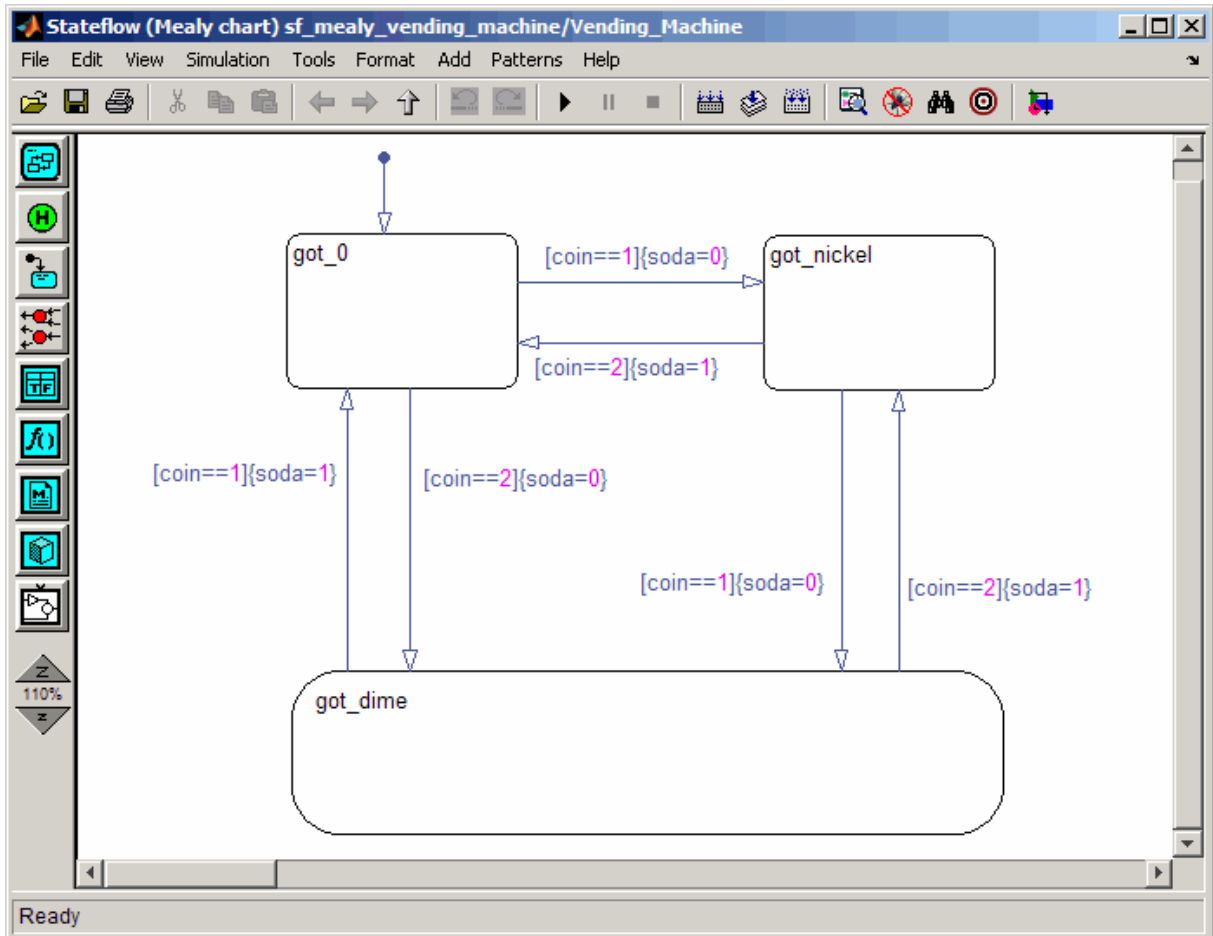 Stateflow (Mealy chart) sf_mealy_vending_machine/Vending_Machine
File Edit View Simulation Tools Format Add Patterns Help
got_0
[coin==1]{soda=0}
got_nickel
[coin==2]{soda=1}
[coin==1]{soda=1}
[coin==2]{soda=0}
[coin==1]{soda=0}
[coin==2]{soda=1}
got_dime
H
TF
f()
M
Z
110%
z
Ready